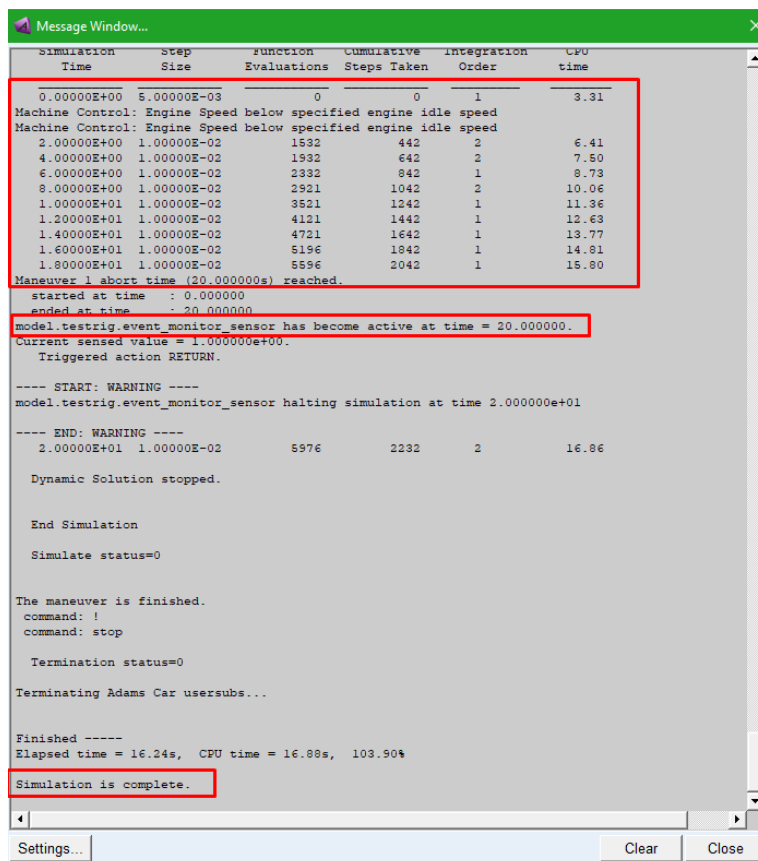 Message Window...
Simulation Step Function Cumulative Integration CPU
Time Size Evaluations Steps Taken Order time
0.00000E+00 5.00000E-03 0 0 1 3.31
Machine Control: Engine Speed below specified engine idle speed
Machine Control: Engine Speed below specified engine idle speed
2.00000E+00 1.00000E-02 1532 442 2 6.41
4.00000E+00 1.00000E-02 1932 642 2 7.50
6.00000E+00 1.00000E-02 2332 842 1 8.73
8.00000E+00 1.00000E-02 2921 1042 2 10.06
1.00000E+01 1.00000E-02 3521 1242 1 11.36
1.20000E+01 1.00000E-02 4121 1442 1 12.63
1.40000E+01 1.00000E-02 4721 1642 1 13.77
1.60000E+01 1.00000E-02 5196 1842 1 14.81
1.80000E+01 1.00000E-02 5596 2042 1 15.80
Maneuver 1 abort time (20.000000s) reached.
started at time : 0.000000
ended at time : 20.000000
model.testrig.event_monitor_sensor has become active at time = 20.000000.
Current sensed value = 1.000000e+00.
Triggered action RETURN.
---- START: WARNING ----
model.testrig.event_monitor_sensor halting simulation at time 2.000000e+01
---- END: WARNING ----
2.00000E+01 1.00000E-02 5976 2232 2 16.86
Dynamic Solution stopped.
End Simulation
Simulate status=0
The maneuver is finished.
command: !
command: stop
Termination status=0
Terminating Adams Car usersubs...
Finished -----
Elapsed time = 16.24s, CPU time = 16.88s, 103.90%
Simulation is complete.
Settings...
Clear
Close